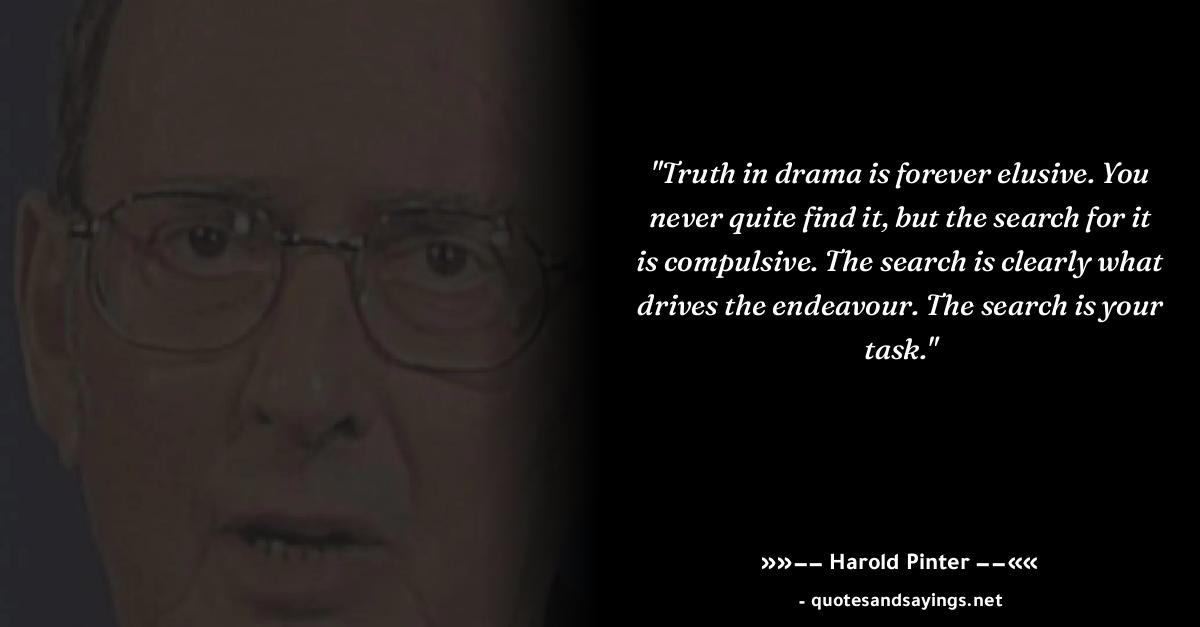 "Truth in drama is forever elusive. You
never quite find it, but the search for it
is compulsive. The search is clearly what
drives the endeavour. The search is your
task."
»»–– Harold Pinter ––««
- quotesandsayings.net